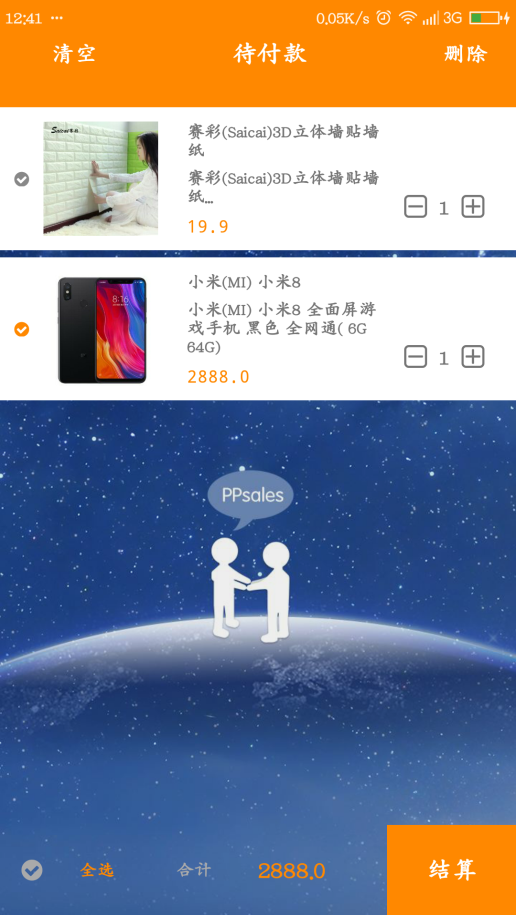 12:41 ... 0.05K/s 3G
清空 待付款 删除
Saicai
赛彩(Saicai)3D立体墙贴墙
纸
赛彩(Saicai)3D立体墙贴墙
纸...
19.9
1
小米(MI) 小米8
小米(MI) 小米8 全面屏游
戏手机 黑色 全网通( 6G
64G)
2888.0
1
8:16
PPsales
全选 合计 2888.0 结算